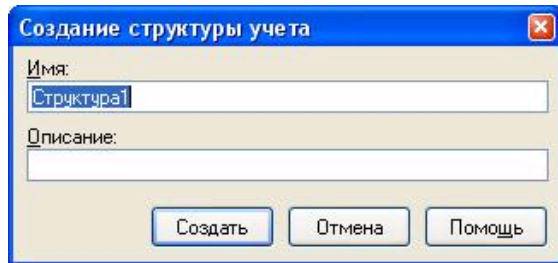 Создание структуры учета
Имя:
Структура1
Описание:
Создать Отмена Помощь